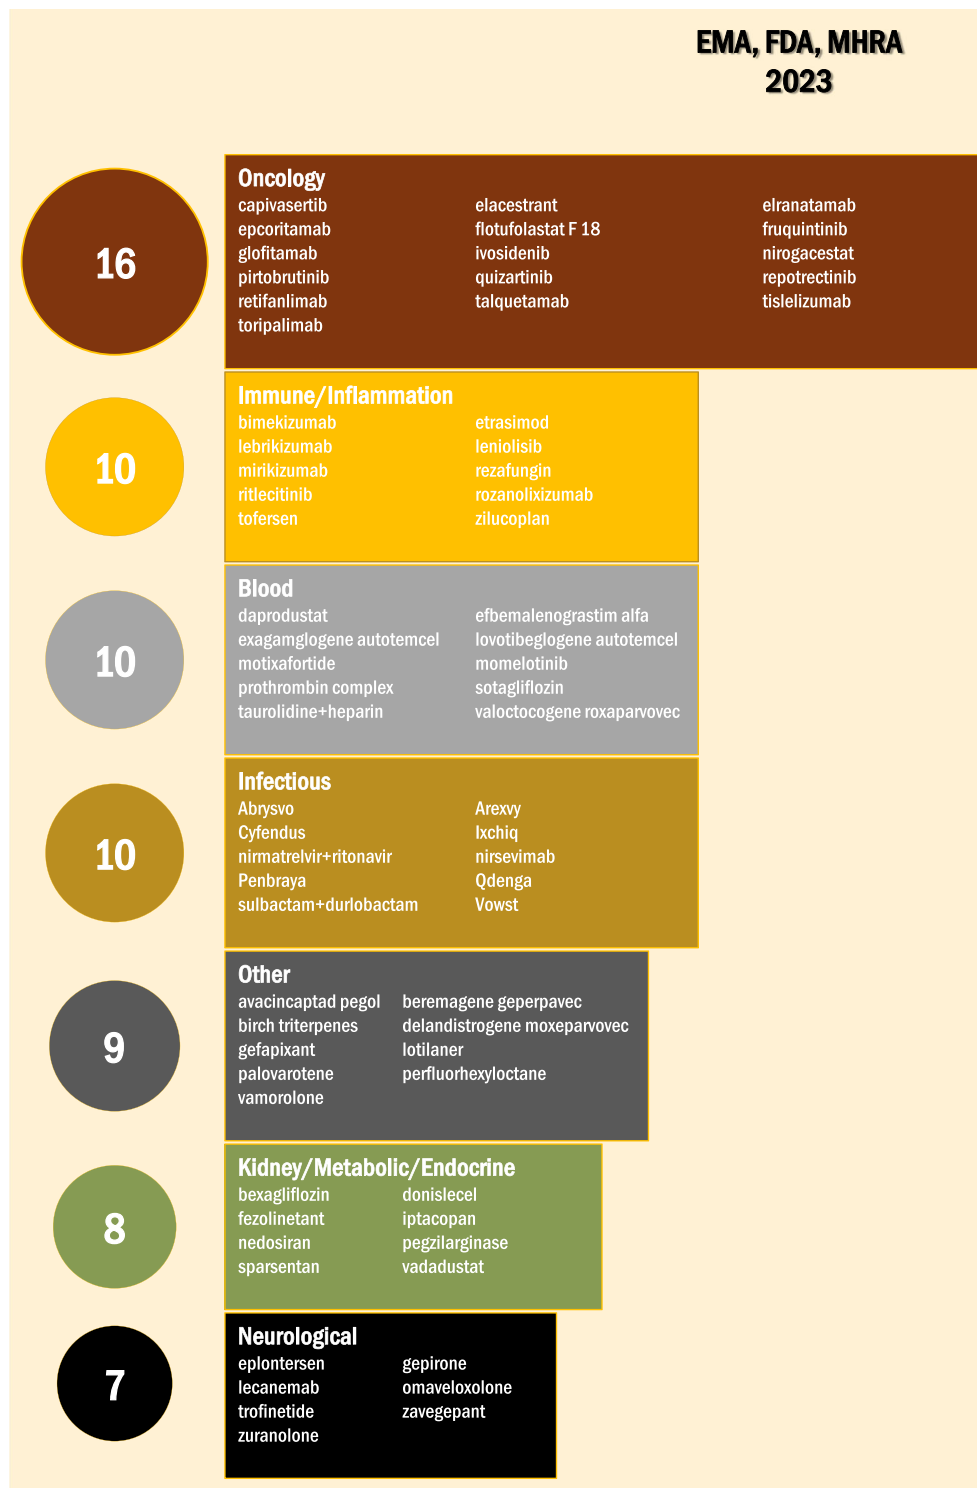 EMA, FDA, MHRA
2023
16
Oncology
capivasertib elacestrant elranatamab
epcoritamab flotufolastat F 18 fruquintinib
glofitamab ivosidenib nirogacestat
pirtobrutinib quizartinib repotrectinib
retifanlimab talquetamab tislelizumab
toripalimab
10
Immune/Inflammation
bimekizumab etrasimod
lebrikizumab leniolisib
mirikizumab rezafungin
ritlecitinib rozanolixizumab
tofersen zilucoplan
10
Blood
daprodustat efbemalenograstim alfa
exagamglogene autotemcel lovotibeglogene autotemcel
motixafortide momelotinib
prothrombin complex sotagliflozin
taurolidine+heparin valoctocogene roxaparvovec
10
Infectious
Abrysvo Arexvy
Cyfendus Ixchiq
nirmatrelvir+ritonavir nirsevimab
Penbraya Qdenga
sulbactam+durlobactam Vowst
9
Other
avacincaptad pegol beremagene geperpavec
birch triterpenes delandistrogene moxeparvovec
gefapixant lotilaner
palovarotene perfluorhexyloctane
vamorolone
8
Kidney/Metabolic/Endocrine
bexagliflozin donislecel
fezolinetant iptacopan
nedosiran pegzilarginase
sparsentan vadadustat
7
Neurological
eplontersen gepirone
lecanemab omaveloxolone
trofinetide zavegepant
zuranolone